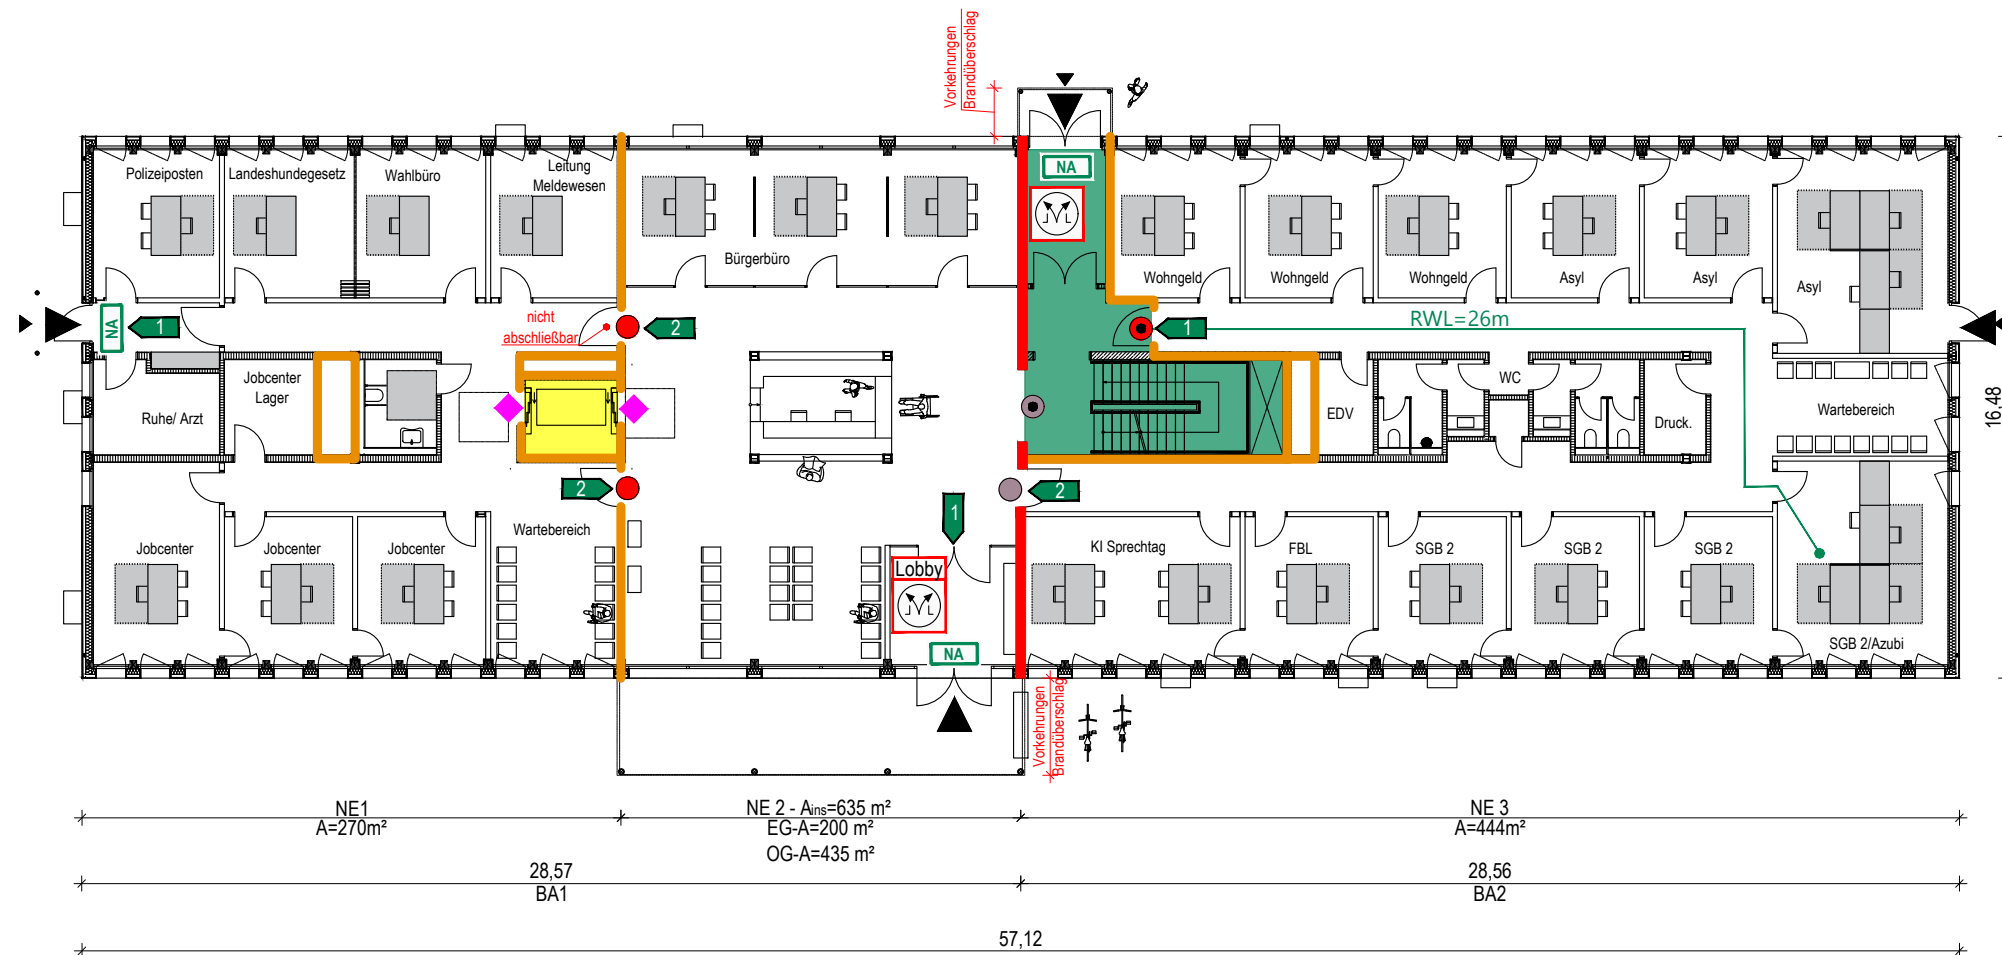 Vorkehrungen
Brandüberschlag
Polizeiposten
Landeshundegesetz
Wahlbüro
Leitung
Meldewesen
NA
Bürgerbüro
Wohngeld
Wohngeld
Wohngeld
Asyl
Asyl
Asyl
NA
1
nicht
abschließbar
2
1
RWL=26m
Ruhe/ Arzt
Jobcenter
Lager
EDV
WC
Druck.
Wartebereich
16,48
2
2
1
Jobcenter
Jobcenter
Jobcenter
Wartebereich
Lobby
NA
KI Sprechtag
FBL
SGB 2
SGB 2
SGB 2
SGB 2/Azubi
Vorkehrungen
Brandüberschlag
NE1
A=270m²
NE 2 - Ains=635 m²
EG-A=200 m²
OG-A=435 m²
NE 3
A=444m²
28,57
BA1
28,56
BA2
57,12